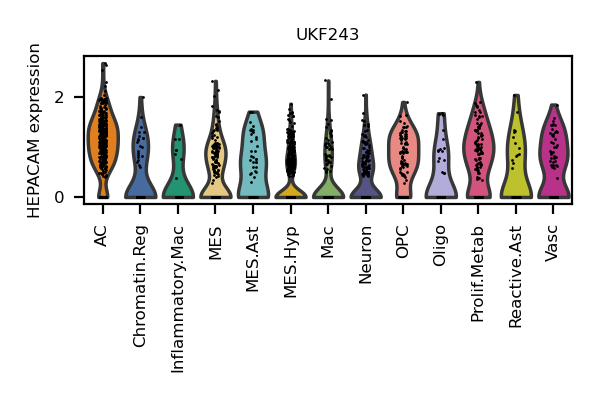 UKF243
HEPACAM expression
2
0
AC
Chromatin.Reg
Inflammatory.Mac
MES
MES.Ast
MES.Hyp
Mac
Neuron
OPC
Oligo
Prolif.Metab
Reactive.Ast
Vasc